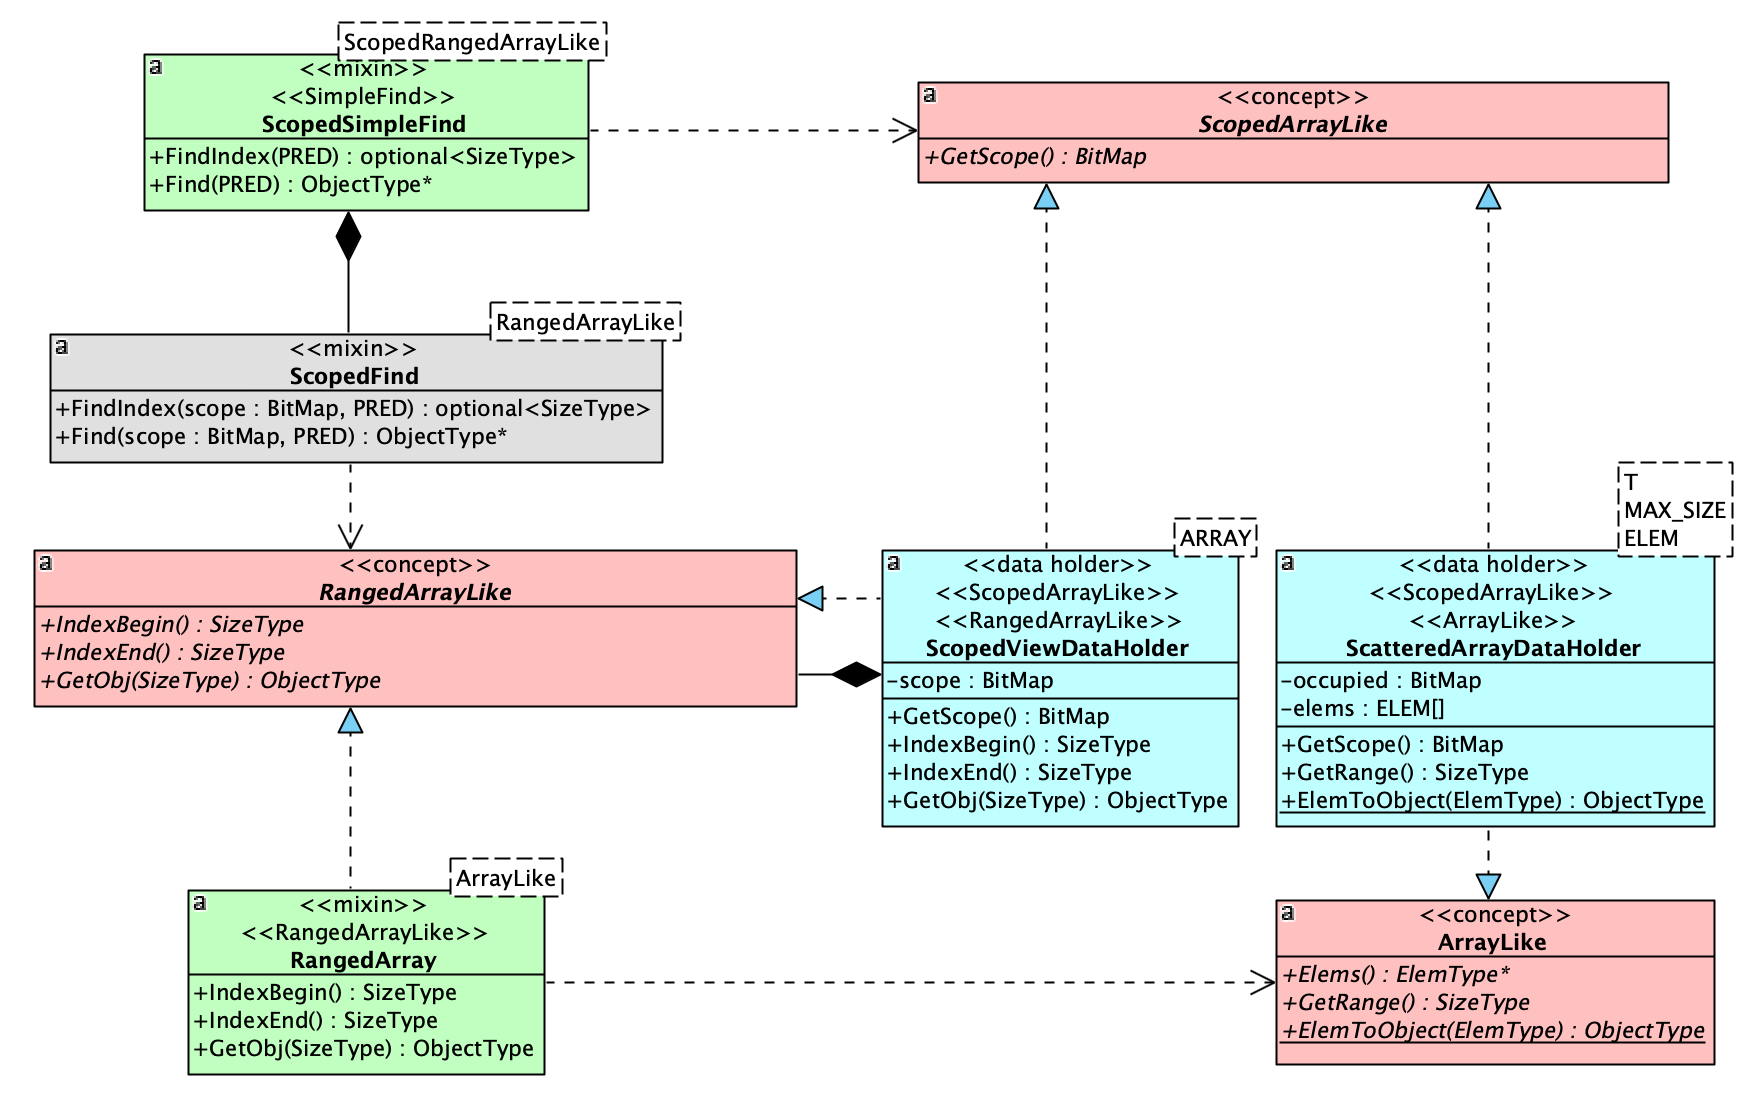 ScopedRangedArrayLike
a
<<mixin>>
<<SimpleFind>>
ScopedSimpleFind
+FindIndex(PRED) : optional<SizeType>
+Find(PRED) : ObjectType*
a
<<concept>>
ScopedArrayLike
+GetScope() : BitMap
RangedArrayLike
a
<<mixin>>
ScopedFind
+FindIndex(scope : BitMap, PRED) : optional<SizeType>
+Find(scope : BitMap, PRED) : ObjectType*
a
<<concept>>
RangedArrayLike
+IndexBegin() : SizeType
+IndexEnd() : SizeType
+GetObj(SizeType) : ObjectType
ARRAY
a
<<data holder>>
<<ScopedArrayLike>>
<<RangedArrayLike>>
ScopedViewDataHolder
-scope : BitMap
+GetScope() : BitMap
+IndexBegin() : SizeType
+IndexEnd() : SizeType
+GetObj(SizeType) : ObjectType
T
MAX_SIZE
ELEM
a
<<data holder>>
<<ScopedArrayLike>>
<<ArrayLike>>
ScatteredArrayDataHolder
-occupied : BitMap
-elems : ELEM[]
+GetScope() : BitMap
+GetRange() : SizeType
+ElemToObject(ElemType) : ObjectType
ArrayLike
a
<<mixin>>
<<RangedArrayLike>>
RangedArray
+IndexBegin() : SizeType
+IndexEnd() : SizeType
+GetObj(SizeType) : ObjectType
a
<<concept>>
ArrayLike
+Elems() : ElemType*
+GetRange() : SizeType
+ElemToObject(ElemType) : ObjectType